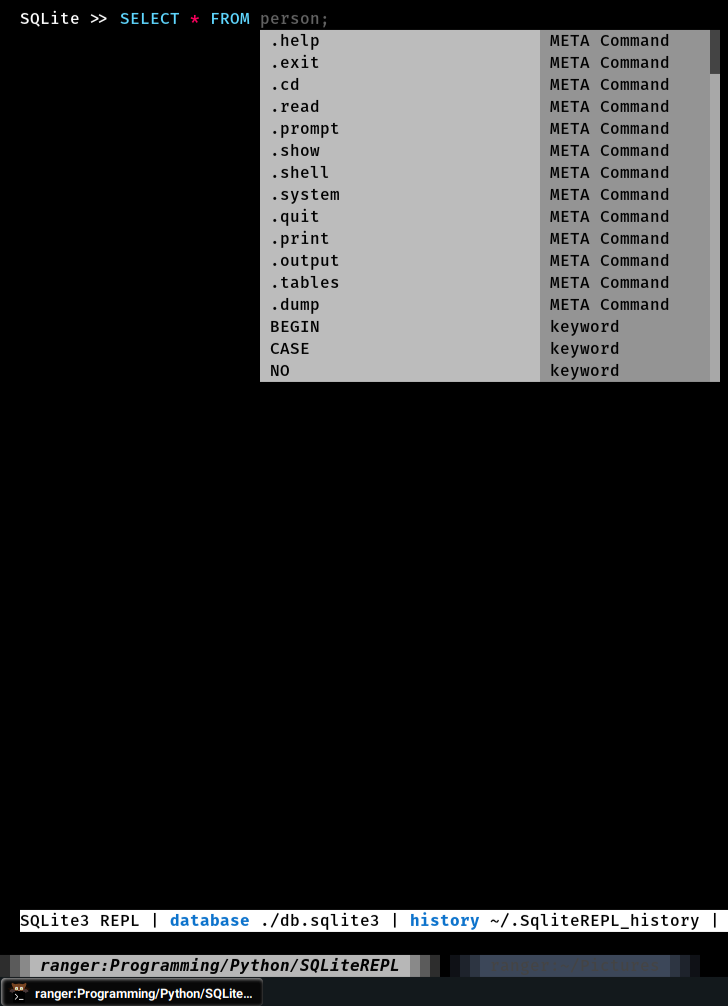 SQLite >> SELECT * FROM person;
.help META Command
.exit META Command
.cd META Command
.read META Command
.prompt META Command
.show META Command
.shell META Command
.system META Command
.quit META Command
.print META Command
.output META Command
.tables META Command
.dump META Command
BEGIN keyword
CASE keyword
NO keyword
SQLite3 REPL | database ./db.sqlite3 | history ~/.SqliteREPL_history |
ranger:Programming/Python/SQLiteREPL
ranger:Programming/Python/SQLite...